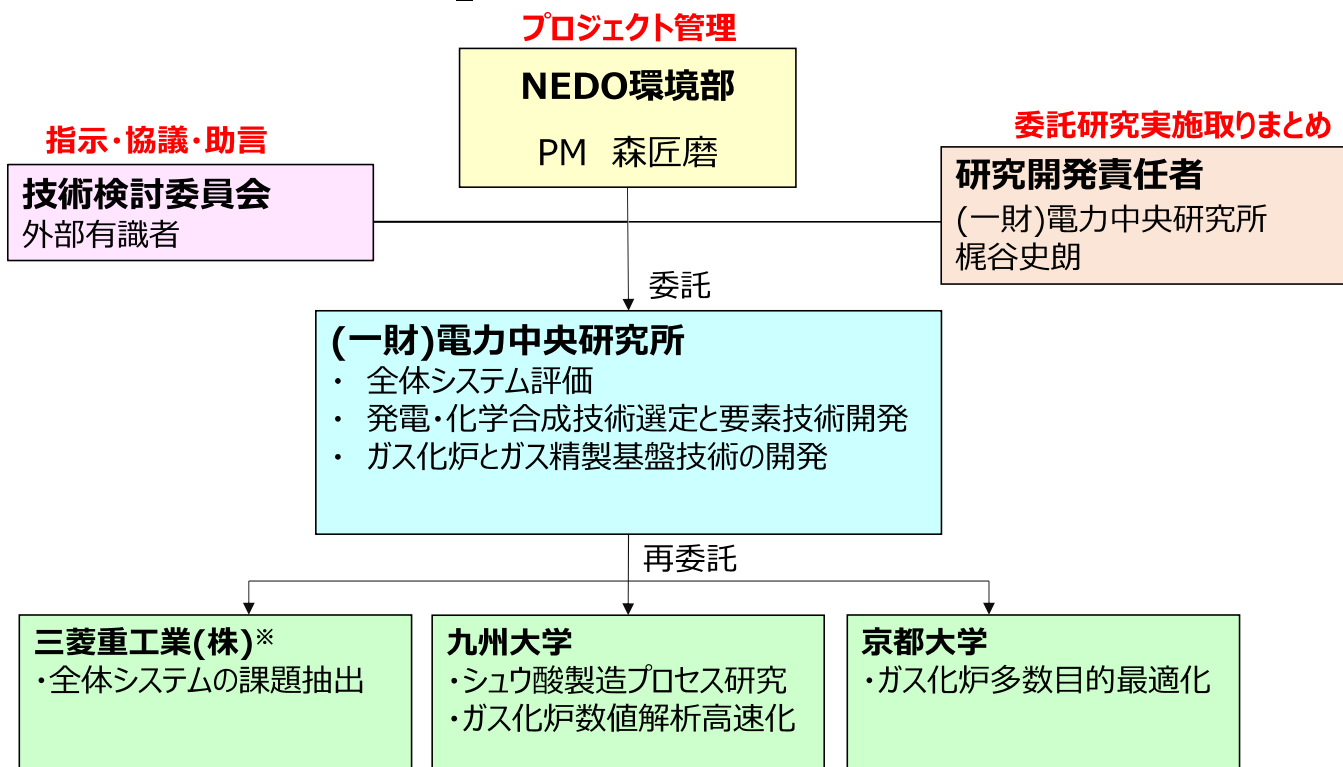 プロジェクト管理
NEDO環境部
PM 森匠磨
指示・協議・助言
技術検討委員会
外部有識者
委託研究実施取りまとめ
研究開発責任者
(一財)電力中央研究所
梶谷史朗
委託
(一財)電力中央研究所
・ 全体システム評価
・ 発電・化学合成技術選定と要素技術開発
・ ガス化炉とガス精製基盤技術の開発
再委託
三菱重工業(株)※
・全体システムの課題抽出
九州大学
・シュウ酸製造プロセス研究
・ガス化炉数値解析高速化
京都大学
・ガス化炉多数目的最適化